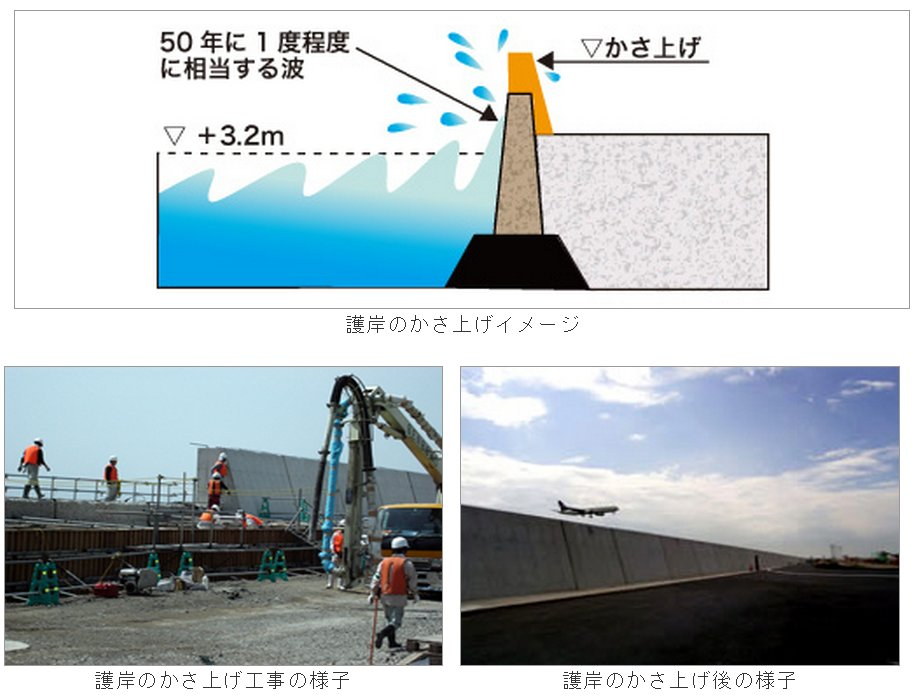 50年に1度程度
に相当する波
▽かさ上げ
▽ +3.2m
護岸のかさ上げイメージ
護岸のかさ上げ工事の様子
護岸のかさ上げ後の様子